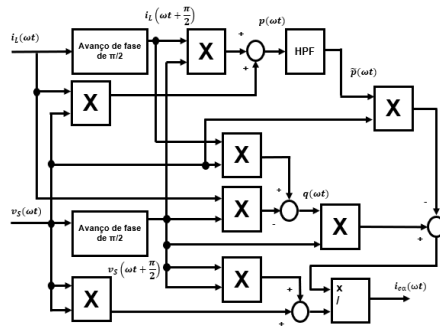 i_L(ωt + π/2)
i_L(ωt)
Avanço de fase
de π/2
X
+
+
p(ωt)
HPF
p̃(ωt)
X
X
X
+
-
X
-
q(ωt)
X
+
-
v_S(ωt)
Avanço de fase
de π/2
v_S(ωt + π/2)
X
X
+
+
x
/
i_ca(ωt)